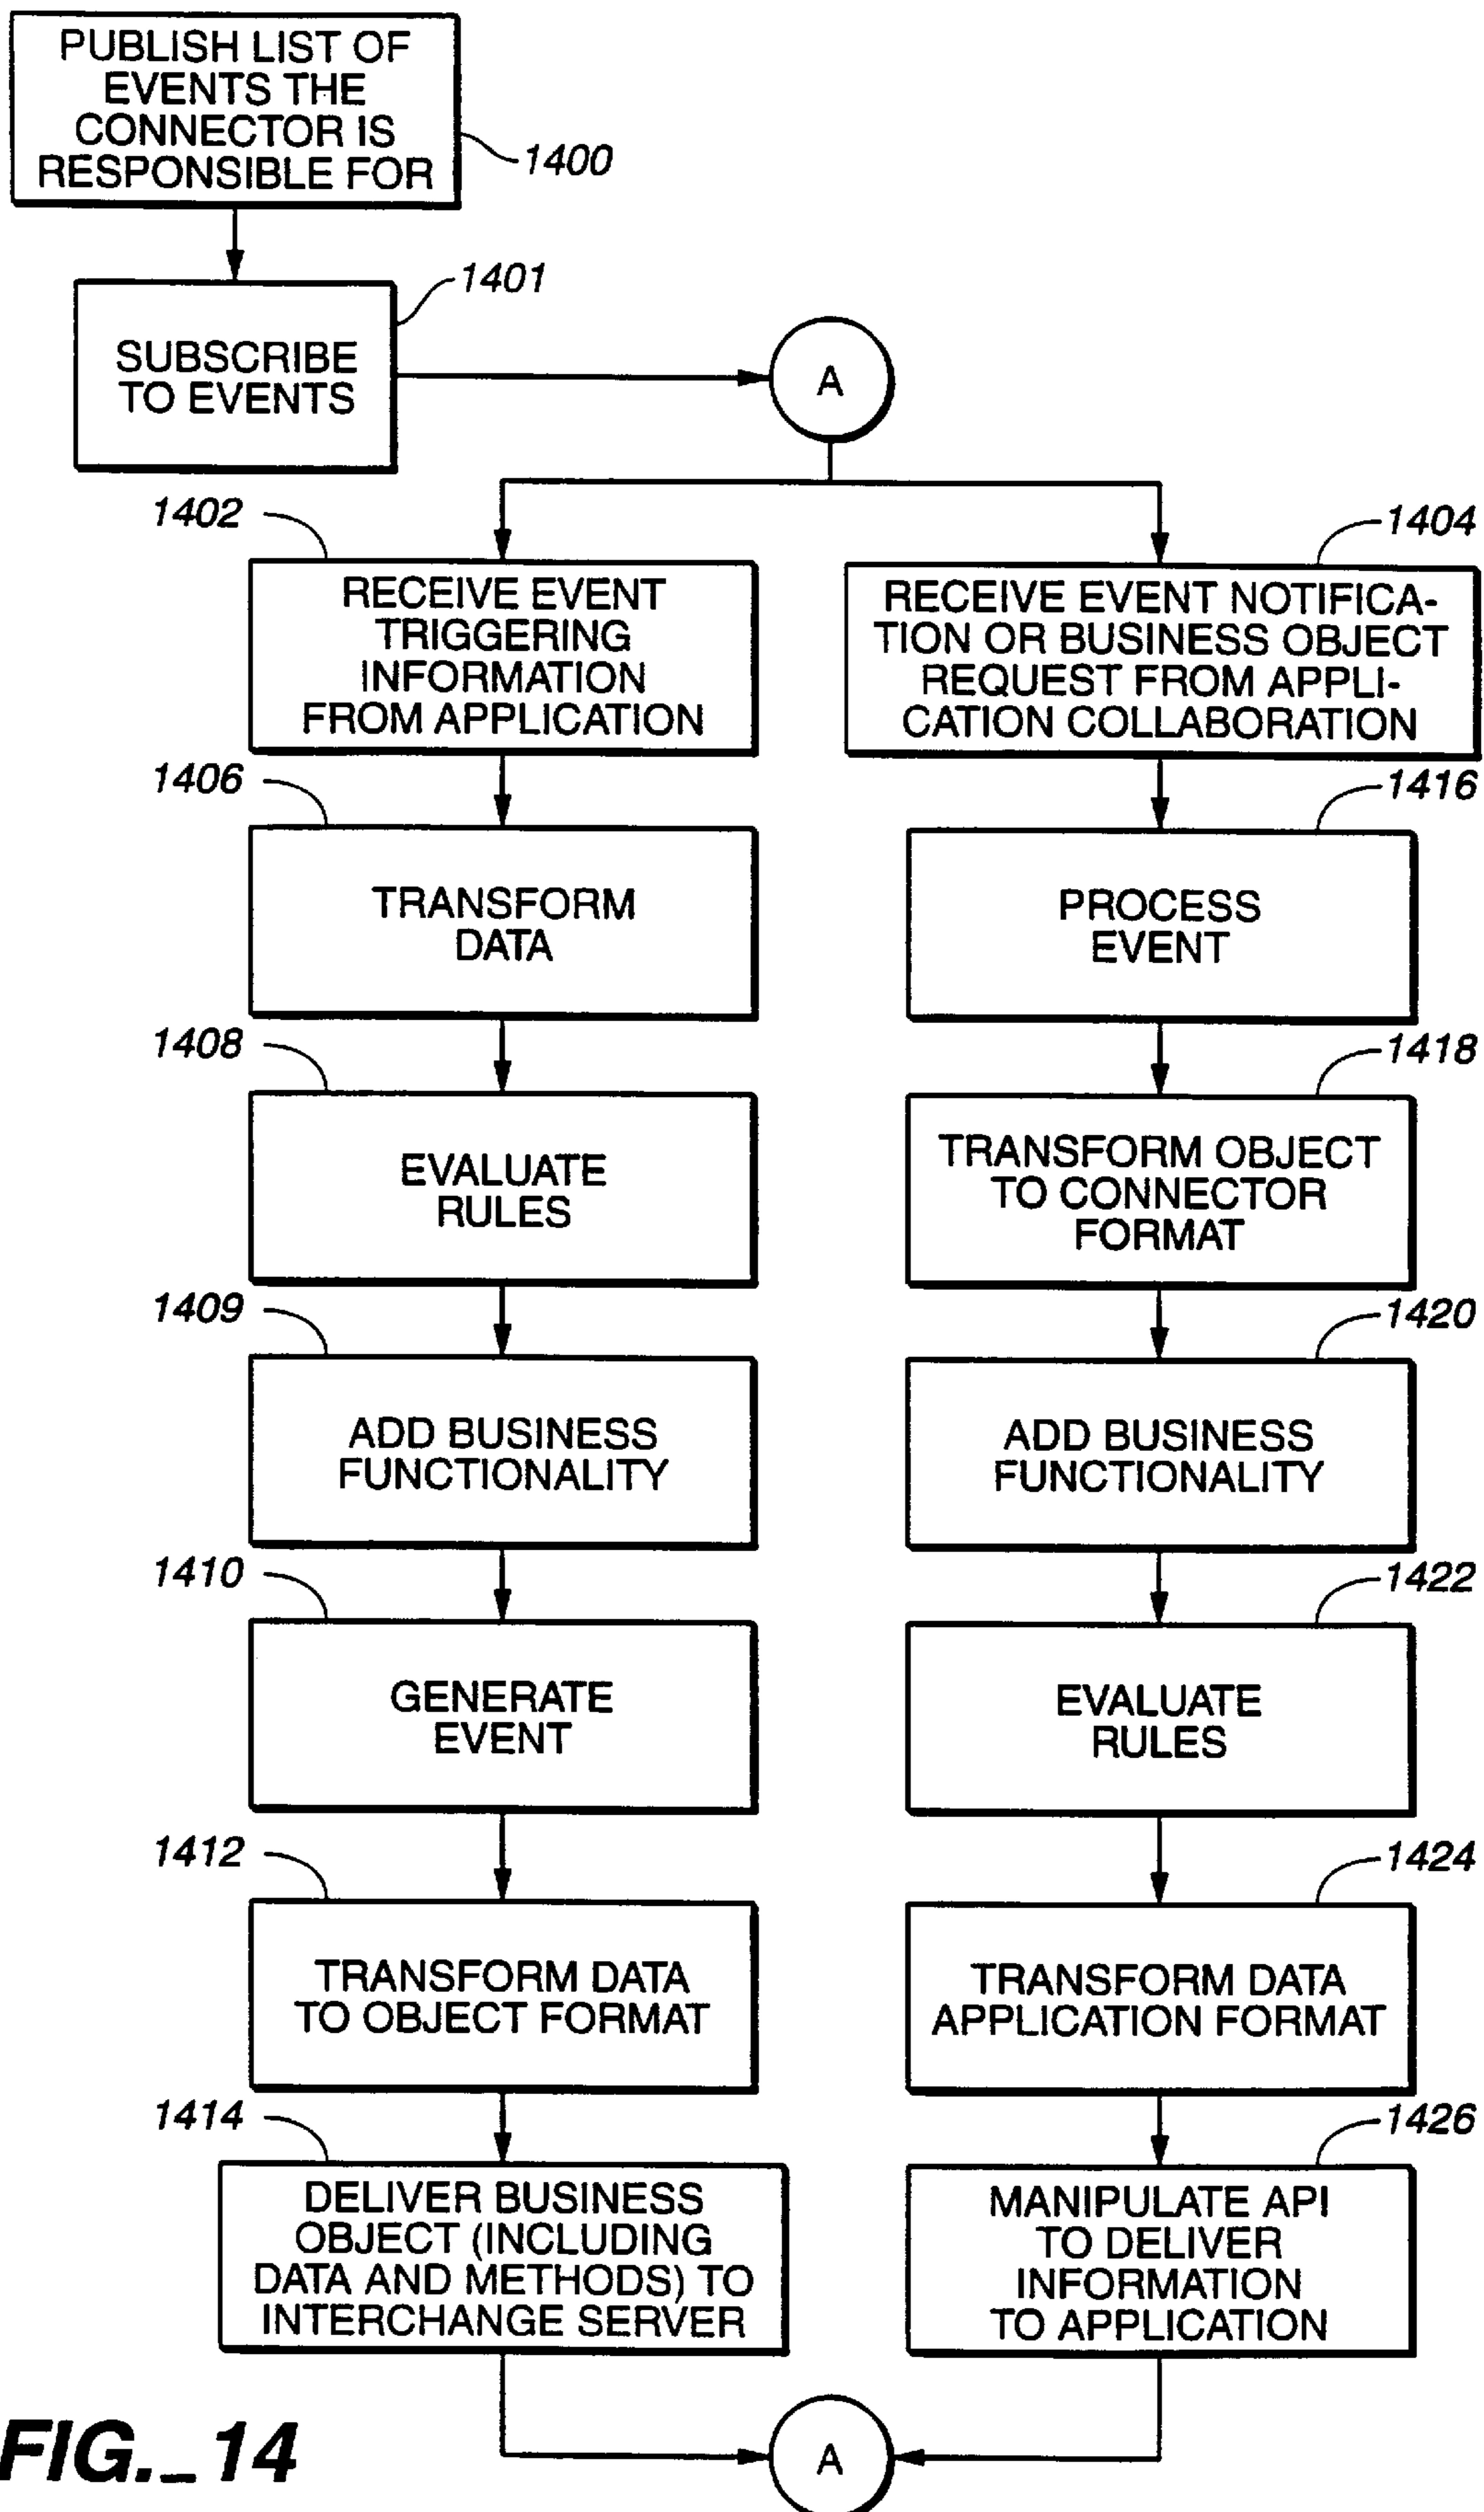 PUBLISH LIST OF
EVENTS THE
CONNECTOR IS
RESPONSIBLE FOR
1400
1401
SUBSCRIBE
TO EVENTS
A
1402
RECEIVE EVENT
TRIGGERING
INFORMATION
FROM APPLICATION
1404
RECEIVE EVENT NOTIFICA-
TION OR BUSINESS OBJECT
REQUEST FROM APPLI-
CATION COLLABORATION
1406
TRANSFORM
DATA
1416
PROCESS
EVENT
1408
EVALUATE
RULES
1418
TRANSFORM OBJECT
TO CONNECTOR
FORMAT
1409
ADD BUSINESS
FUNCTIONALITY
1420
ADD BUSINESS
FUNCTIONALITY
1410
GENERATE
EVENT
1422
EVALUATE
RULES
1412
TRANSFORM DATA
TO OBJECT FORMAT
1424
TRANSFORM DATA
APPLICATION FORMAT
1414
DELIVER BUSINESS
OBJECT (INCLUDING
DATA AND METHODS) TO
INTERCHANGE SERVER
1426
MANIPULATE API
TO DELIVER
INFORMATION
TO APPLICATION
A
FIG._14